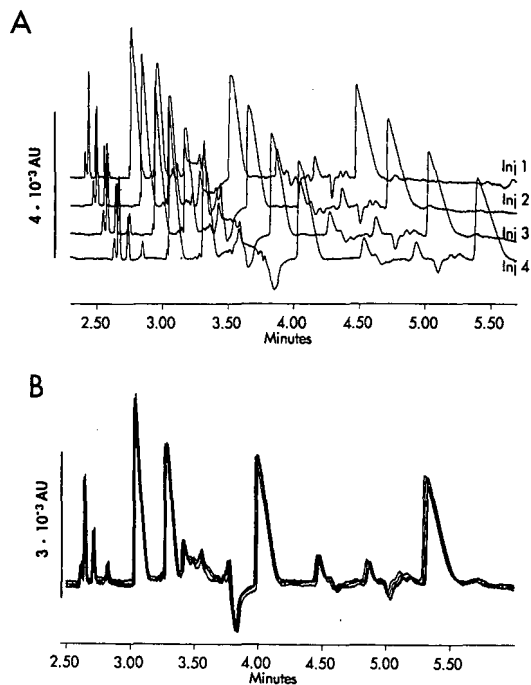 A
4 · 10⁻³ AU
Inj 1
Inj 2
Inj 3
Inj 4
2.50 3.00 3.50 4.00 4.50 5.00 5.50
Minutes
B
3 · 10⁻³ AU
2.50 3.00 3.50 4.00 4.50 5.00 5.50
Minutes